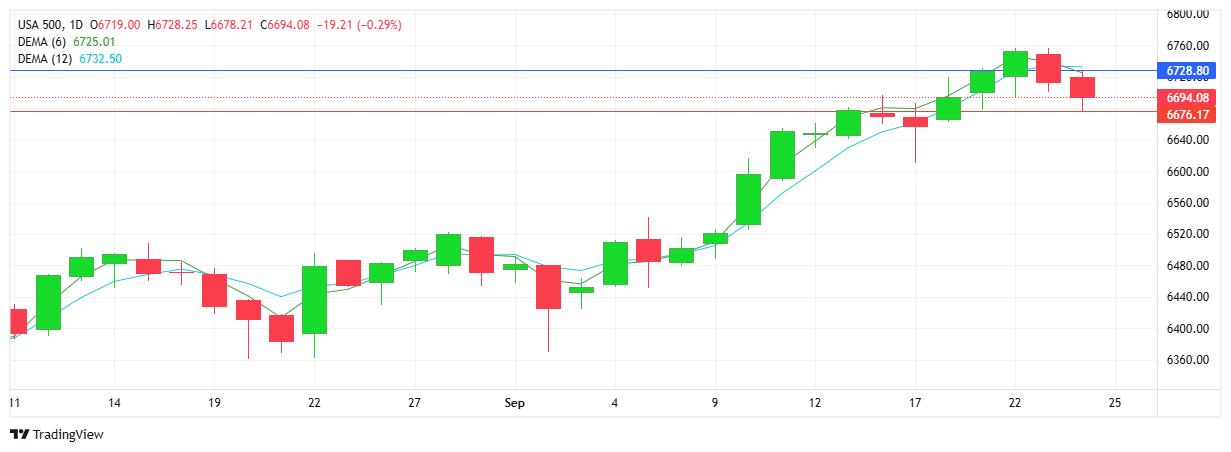 USA 500, 1D O6719.00 H6728.25 L6678.21 C6694.08 −19.21 (−0.29%)
DEMA (6) 6725.01
DEMA (12) 6732.50
6800.00
6760.00
6728.80
6720.00
6694.08
6676.17
6640.00
6600.00
6560.00
6520.00
6480.00
6440.00
6400.00
6360.00
11 14 19 22 27 Sep 4 9 12 17 22 25
TradingView